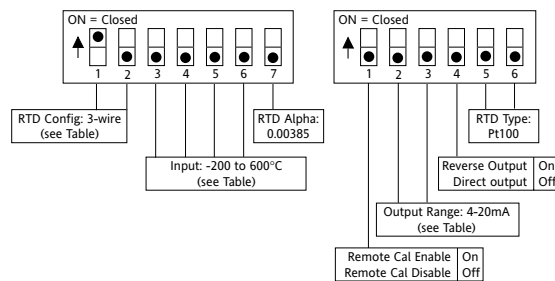 ON = Closed
1 2 3 4 5 6 7
RTD Config: 3-wire
(see Table)
RTD Alpha:
0.00385
Input: -200 to 600°C
(see Table)
ON = Closed
1 2 3 4 5 6
RTD Type:
Pt100
Reverse Output On
Direct output Off
Output Range: 4-20mA
(see Table)
Remote Cal Enable On
Remote Cal Disable Off